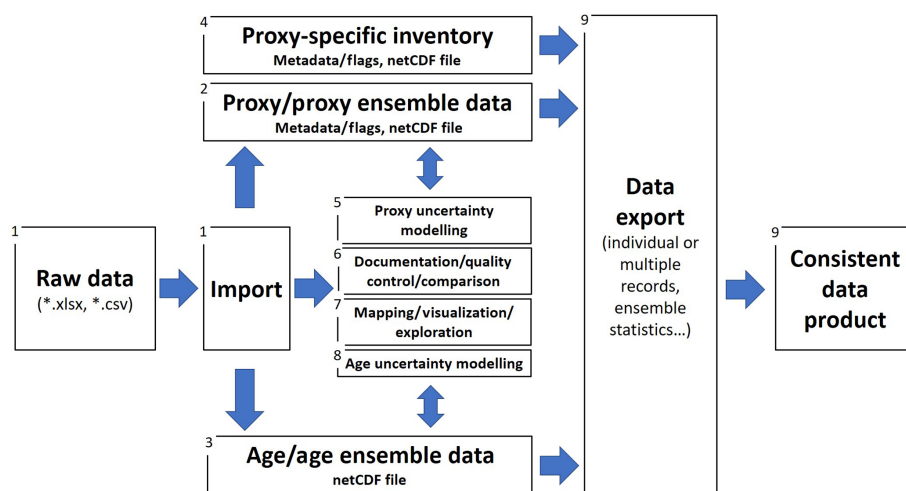 4
Proxy-specific inventory
Metadata/flags, netCDF file
2
Proxy/proxy ensemble data
Metadata/flags, netCDF file
1
Raw data
(*.xlsx, *.csv)
1
Import
5
Proxy uncertainty
modelling
6
Documentation/quality
control/comparison
7
Mapping/visualization/
exploration
8
Age uncertainty modelling
3
Age/age ensemble data
netCDF file
9
Data
export
(individual or
multiple
records,
ensemble
statistics...)
9
Consistent
data
product